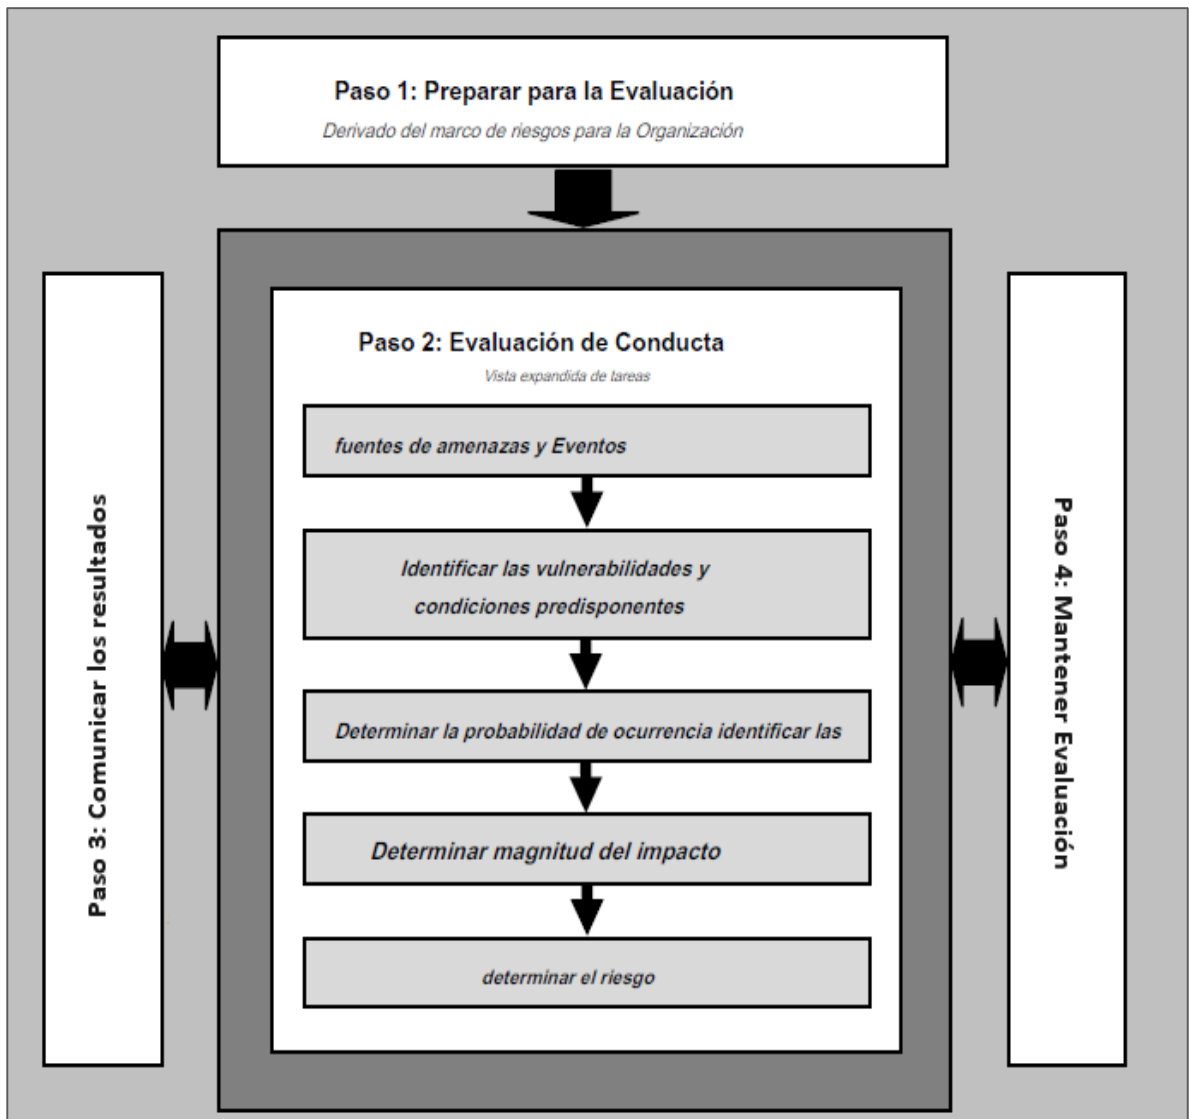 Paso 1: Preparar para la Evaluación
Derivado del marco de riesgos para la Organización
Paso 2: Evaluación de Conducta
Vista expandida de tareas
fuentes de amenazas y Eventos
Identificar las vulnerabilidades y
condiciones predisponentes
Determinar la probabilidad de ocurrencia identificar las
Determinar magnitud del impacto
determinar el riesgo
Paso 3: Comunicar los resultados
Paso 4: Mantener Evaluación